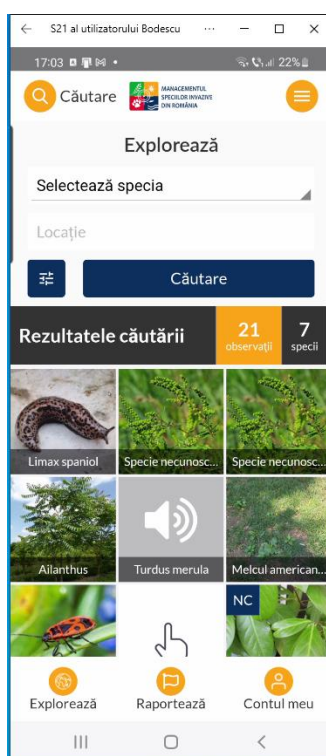 S21 al utilizatorului Bodescu
17:03
22%
Căutare
MANAGEMENTUL
SPECIILOR INVAZIVE
DIN ROMÂNIA
Explorează
Selectează specia
Locație
Căutare
Rezultatele căutării
21
observații
7
specii
Limax spaniol
Specie necunosc...
Specie necunosc...
Ailanthus
Turdus merula
Melcul american...
NC
Explorează
Raportează
Contul meu